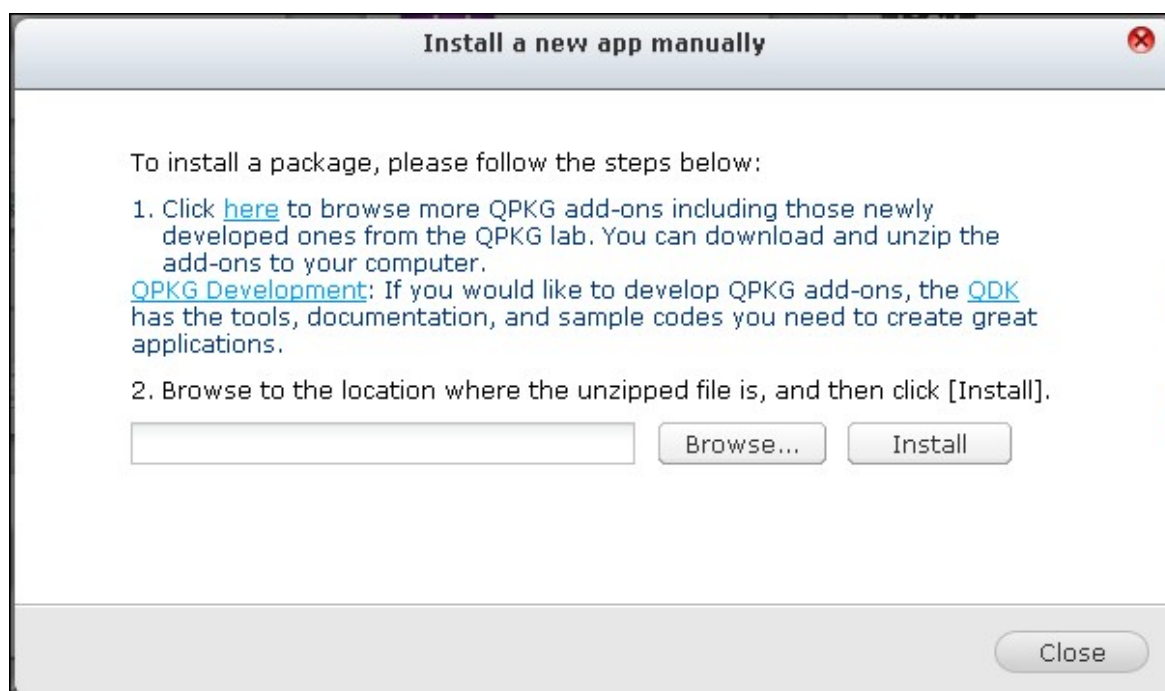 Install a new app manually
To install a package, please follow the steps below:
1. Click here to browse more QPKG add-ons including those newly
developed ones from the QPKG lab. You can download and unzip the
add-ons to your computer.
QPKG Development: If you would like to develop QPKG add-ons, the QDK
has the tools, documentation, and sample codes you need to create great
applications.
2. Browse to the location where the unzipped file is, and then click [Install].
Browse... Install
Close